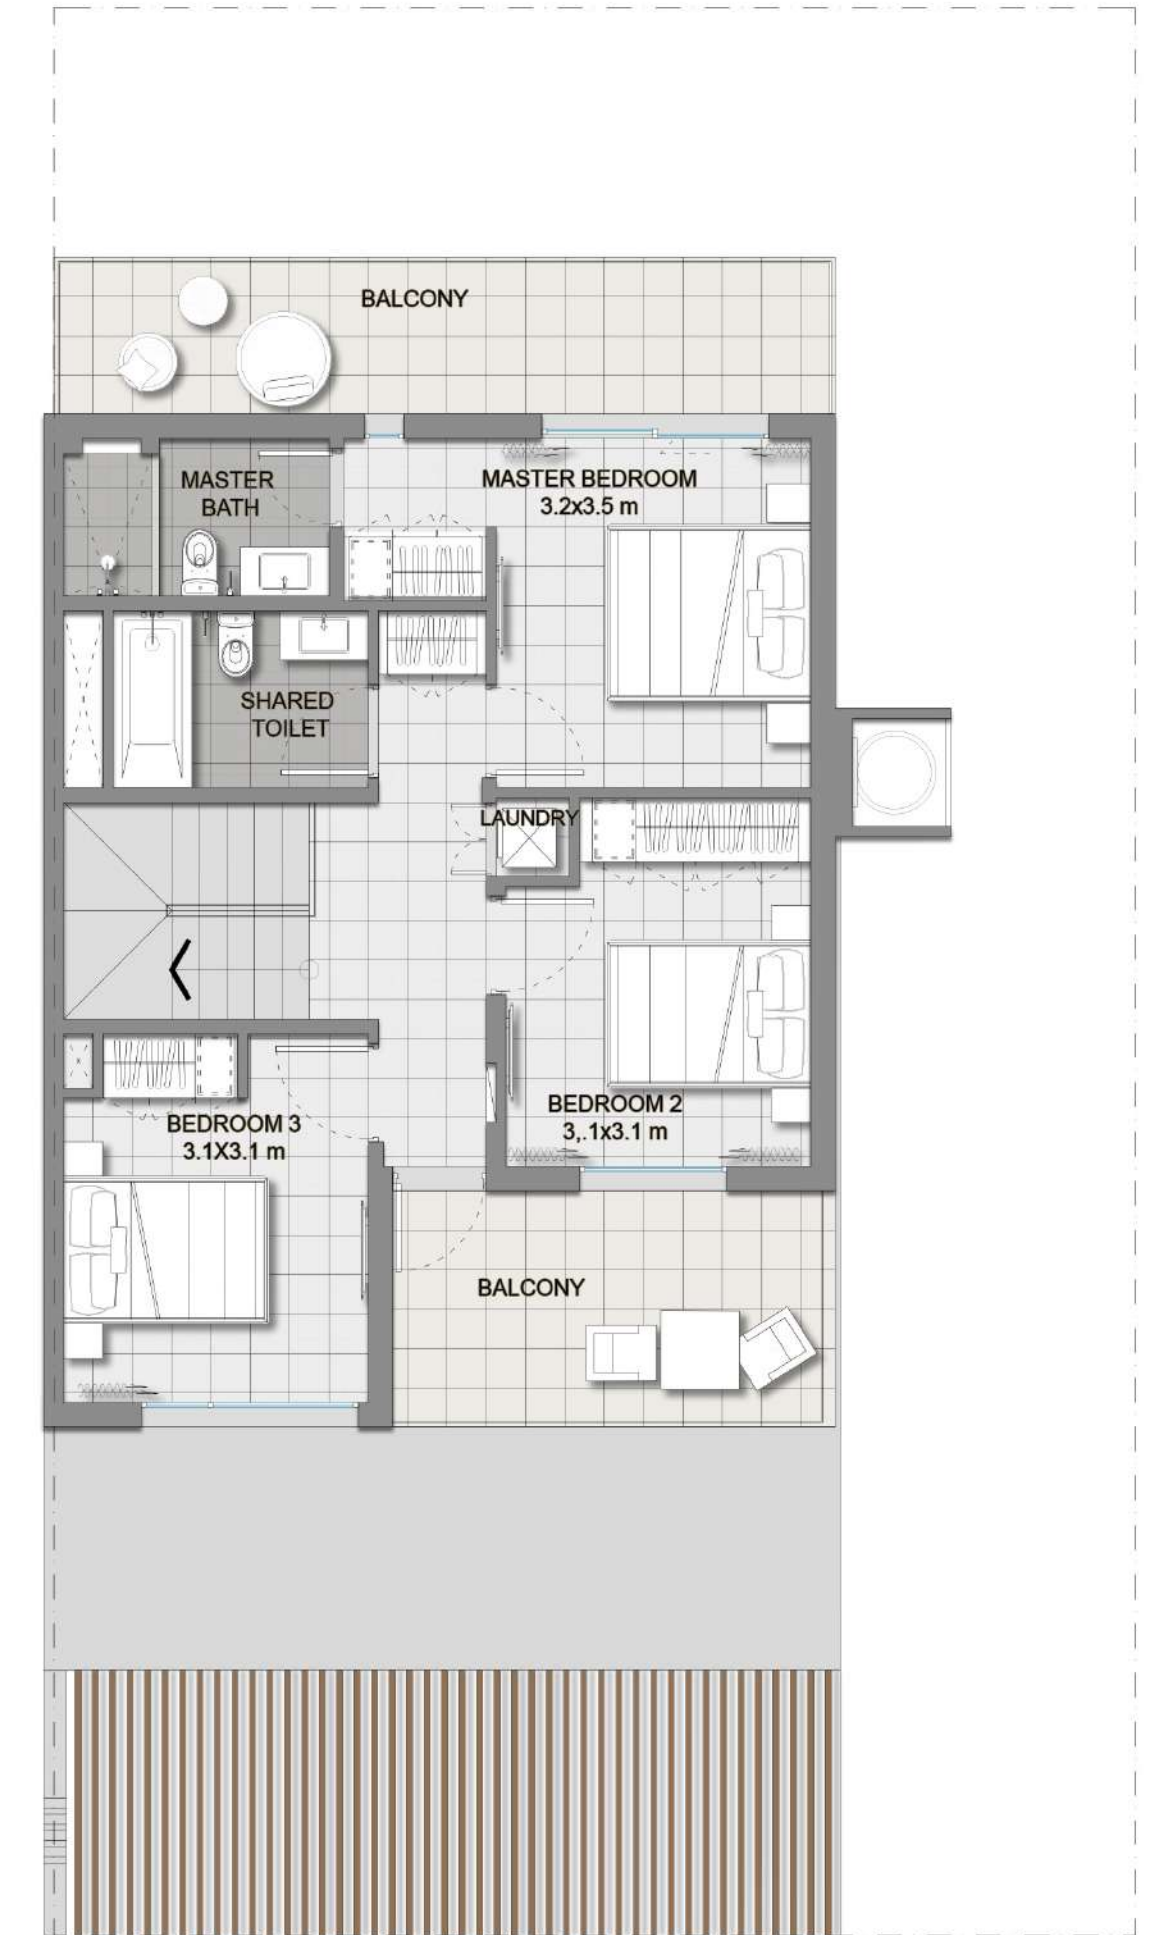 BALCONY
MASTER
BATH
MASTER BEDROOM
3.2x3.5 m
SHARED
TOILET
LAUNDRY
BEDROOM 2
3,.1x3.1 m
BEDROOM 3
3.1X3.1 m
BALCONY